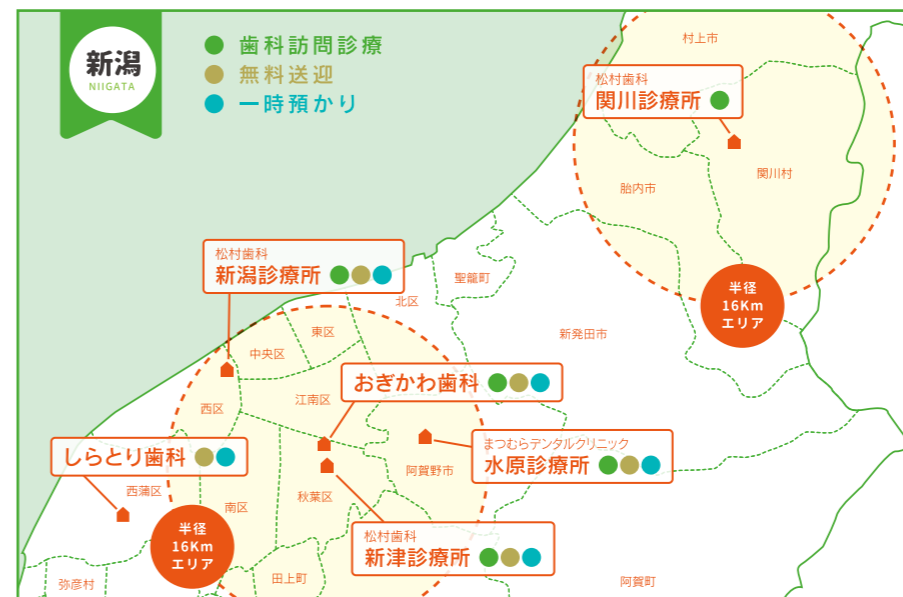 新潟
NIIGATA
歯科訪問診療
無料送迎
一時預かり
村上市
松村歯科
関川診療所
関川村
胎内市
半径
16Km
エリア
松村歯科
新潟診療所
聖籠町
北区
新発田市
東区
中央区
おぎかわ歯科
江南区
西区
まつむらデンタルクリニック
水原診療所
しらとり歯科
阿賀野市
西蒲区
秋葉区
南区
半径
16Km
エリア
松村歯科
新津診療所
田上町
弥彦村
阿賀町